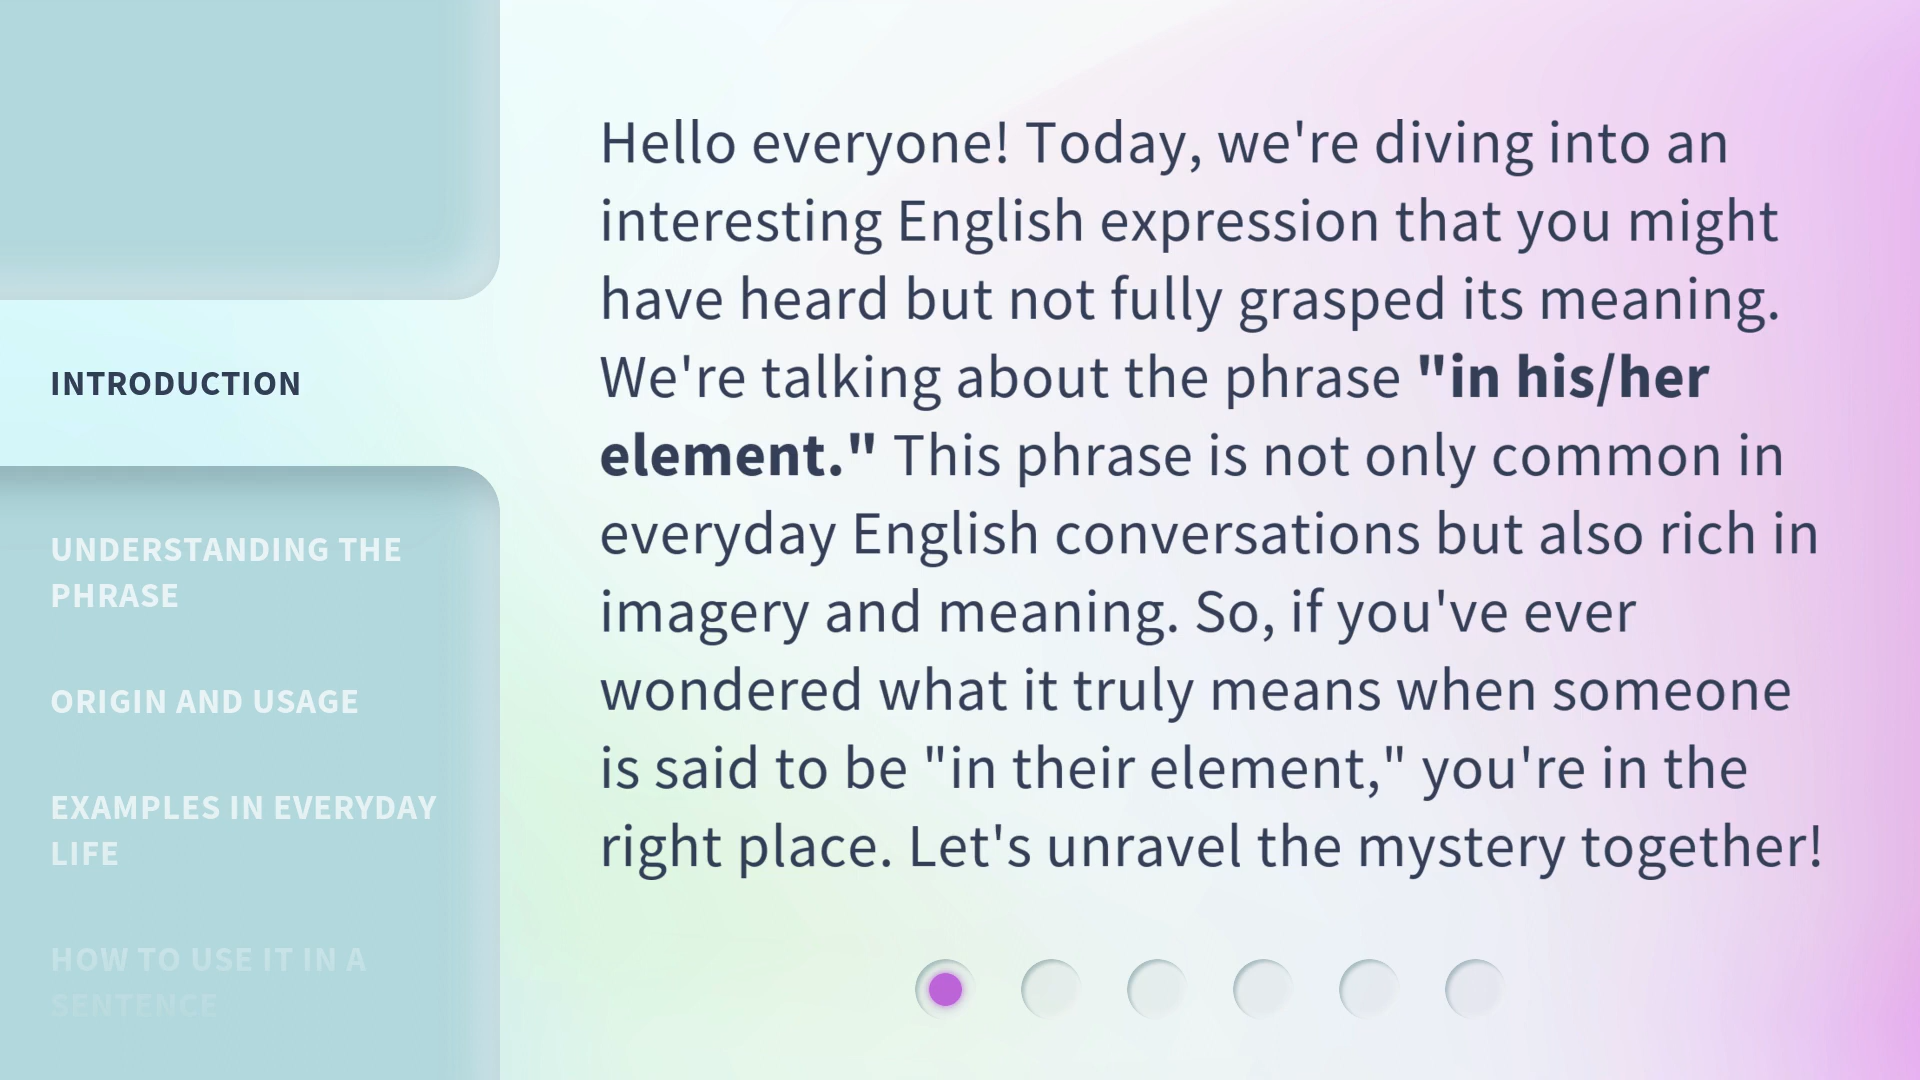 INTRODUCTION
UNDERSTANDING THE
PHRASE
ORIGIN AND USAGE
EXAMPLES IN EVERYDAY
LIFE
HOW TO USE IT IN A
SENTENCE
Hello everyone! Today, we're diving into an
interesting English expression that you might
have heard but not fully grasped its meaning.
We're talking about the phrase "in his/her
element." This phrase is not only common in
everyday English conversations but also rich in
imagery and meaning. So, if you've ever
wondered what it truly means when someone
is said to be "in their element," you're in the
right place. Let's unravel the mystery together!